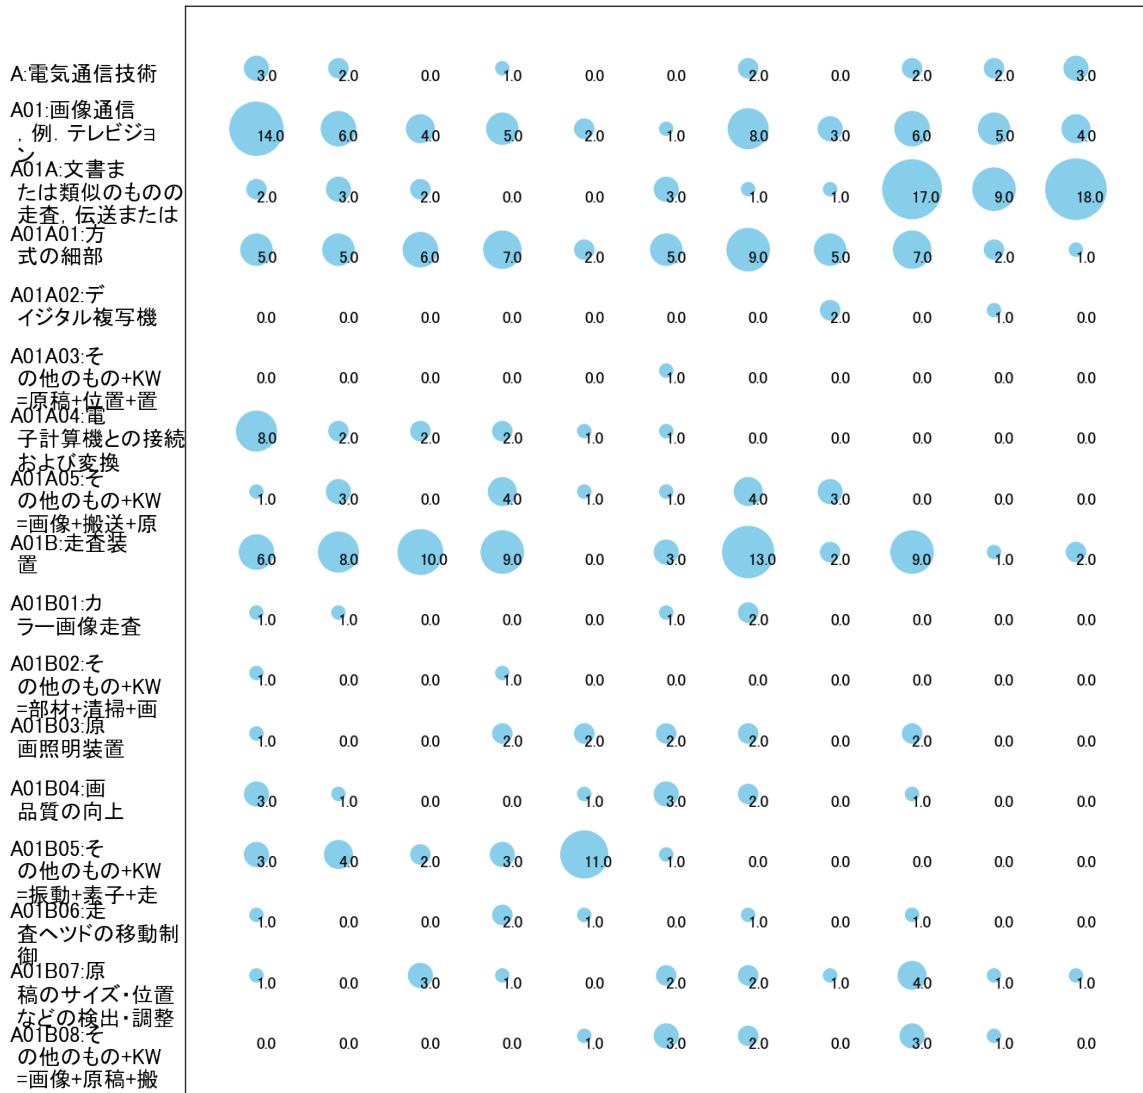 A:電気通信技術
3.0 2.0 0.0 1.0 0.0 0.0 2.0 0.0 2.0 2.0 3.0
A01:画像通信
,例.テレビジョ
ン
14.0 6.0 4.0 5.0 2.0 1.0 8.0 3.0 6.0 5.0 4.0
A01A:文書ま
たは類似のものの
走査,伝送または
2.0 3.0 2.0 0.0 0.0 3.0 1.0 1.0 17.0 9.0 18.0
A01A01:方
式の細部
5.0 5.0 6.0 7.0 2.0 5.0 9.0 5.0 7.0 2.0 1.0
A01A02:デ
イジタル複写機
0.0 0.0 0.0 0.0 0.0 0.0 0.0 2.0 0.0 1.0 0.0
A01A03:そ
の他のもの+KW
=原稿+位置+置
0.0 0.0 0.0 0.0 0.0 1.0 0.0 0.0 0.0 0.0 0.0
A01A04:電
子計算機との接続
および変換
8.0 2.0 2.0 2.0 1.0 1.0 0.0 0.0 0.0 0.0 0.0
A01A05:そ
の他のもの+KW
=画像+搬送+原
1.0 3.0 0.0 4.0 1.0 1.0 4.0 3.0 0.0 0.0 0.0
A01B:走査装
置
6.0 8.0 10.0 9.0 0.0 3.0 13.0 2.0 9.0 1.0 2.0
A01B01:カ
ラー画像走査
1.0 1.0 0.0 0.0 0.0 1.0 2.0 0.0 0.0 0.0 0.0
A01B02:そ
の他のもの+KW
=部材+清掃+画
1.0 0.0 0.0 1.0 0.0 0.0 0.0 0.0 0.0 0.0 0.0
A01B03:原
画照明装置
1.0 0.0 0.0 2.0 2.0 2.0 2.0 0.0 2.0 0.0 0.0
A01B04:画
品質の向上
3.0 1.0 0.0 0.0 1.0 3.0 2.0 0.0 1.0 0.0 0.0
A01B05:そ
の他のもの+KW
=振動+素子+走
3.0 4.0 2.0 3.0 11.0 1.0 0.0 0.0 0.0 0.0 0.0
A01B06:走
査ヘツドの移動制
御
1.0 0.0 0.0 2.0 1.0 0.0 1.0 0.0 1.0 0.0 0.0
A01B07:原
稿のサイズ・位置
などの検出・調整
1.0 0.0 3.0 1.0 0.0 2.0 2.0 1.0 4.0 1.0 1.0
A01B08:そ
の他のもの+KW
=画像+原稿+搬
0.0 0.0 0.0 0.0 1.0 3.0 2.0 0.0 3.0 1.0 0.0